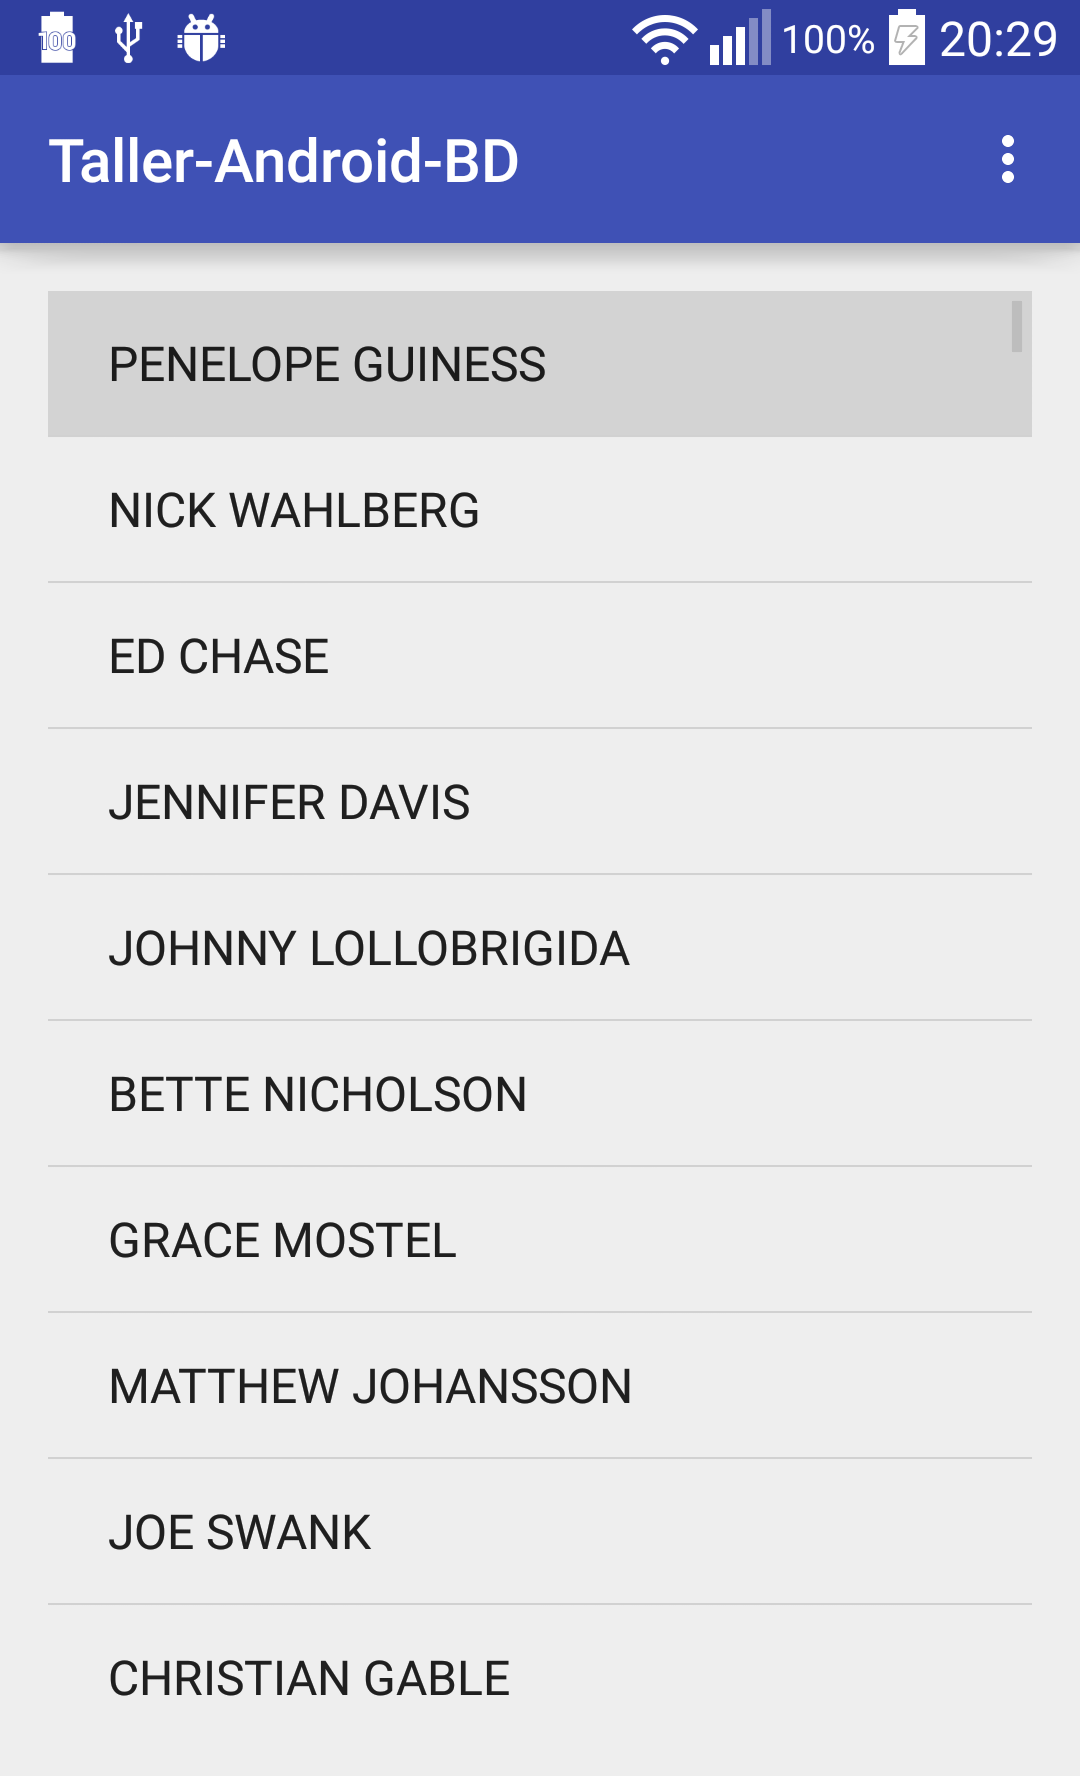 100 100% 20:29
Taller-Android-BD
PENELOPE GUINESS
NICK WAHLBERG
ED CHASE
JENNIFER DAVIS
JOHNNY LOLLOBRIGIDA
BETTE NICHOLSON
GRACE MOSTEL
MATTHEW JOHANSSON
JOE SWANK
CHRISTIAN GABLE